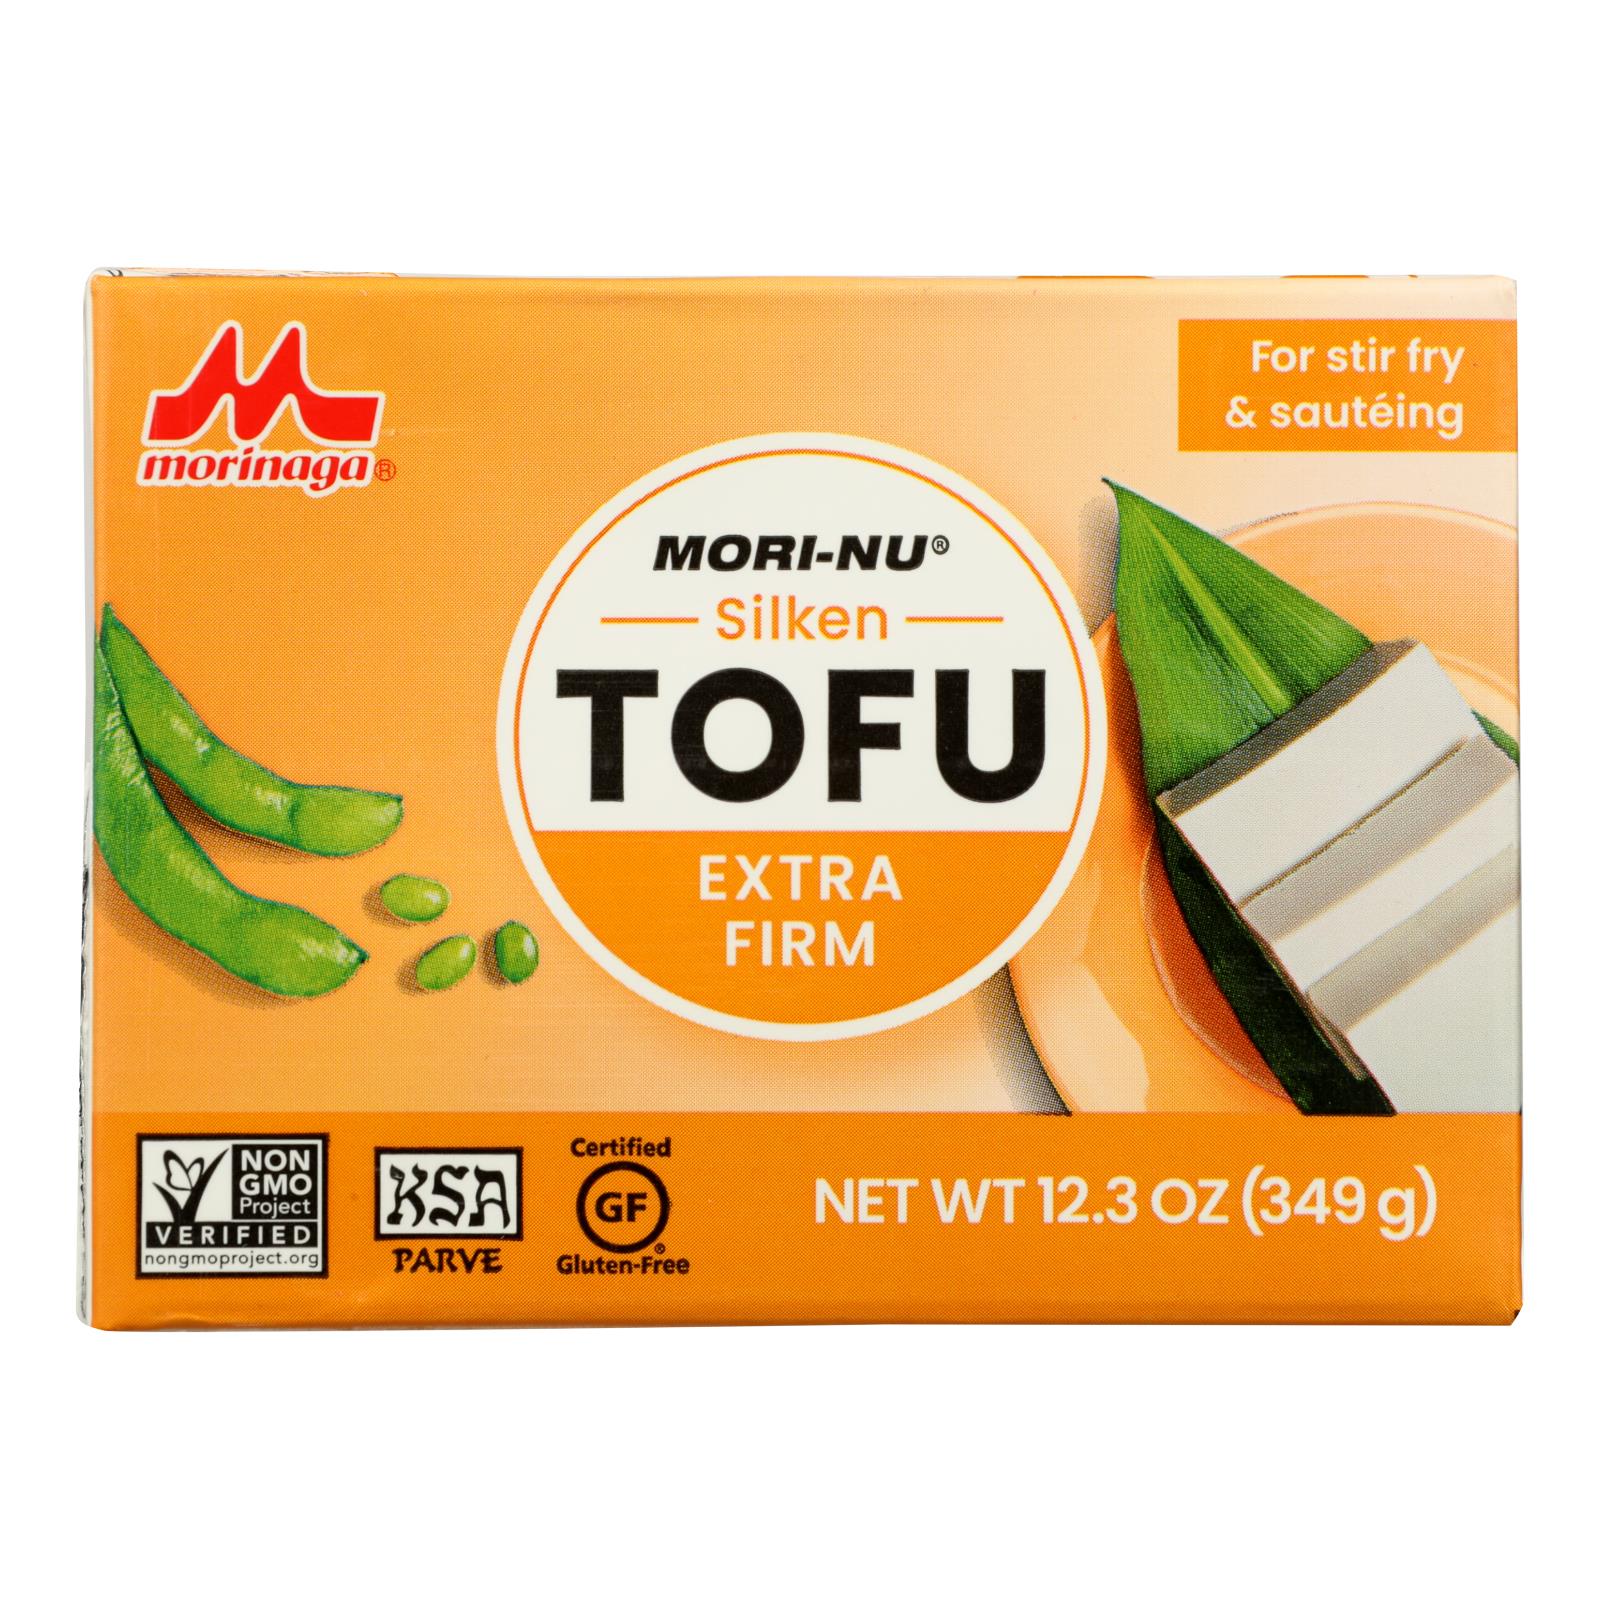 morinaga®
For stir fry
& sautéing
MORI-NU®
Silken
TOFU
EXTRA
FIRM
NON
GMO
Project
VERIFIED
nongmoproject.org
KSA
PARVE
Certified
GF
®
Gluten-Free
NET WT 12.3 OZ (349 g)